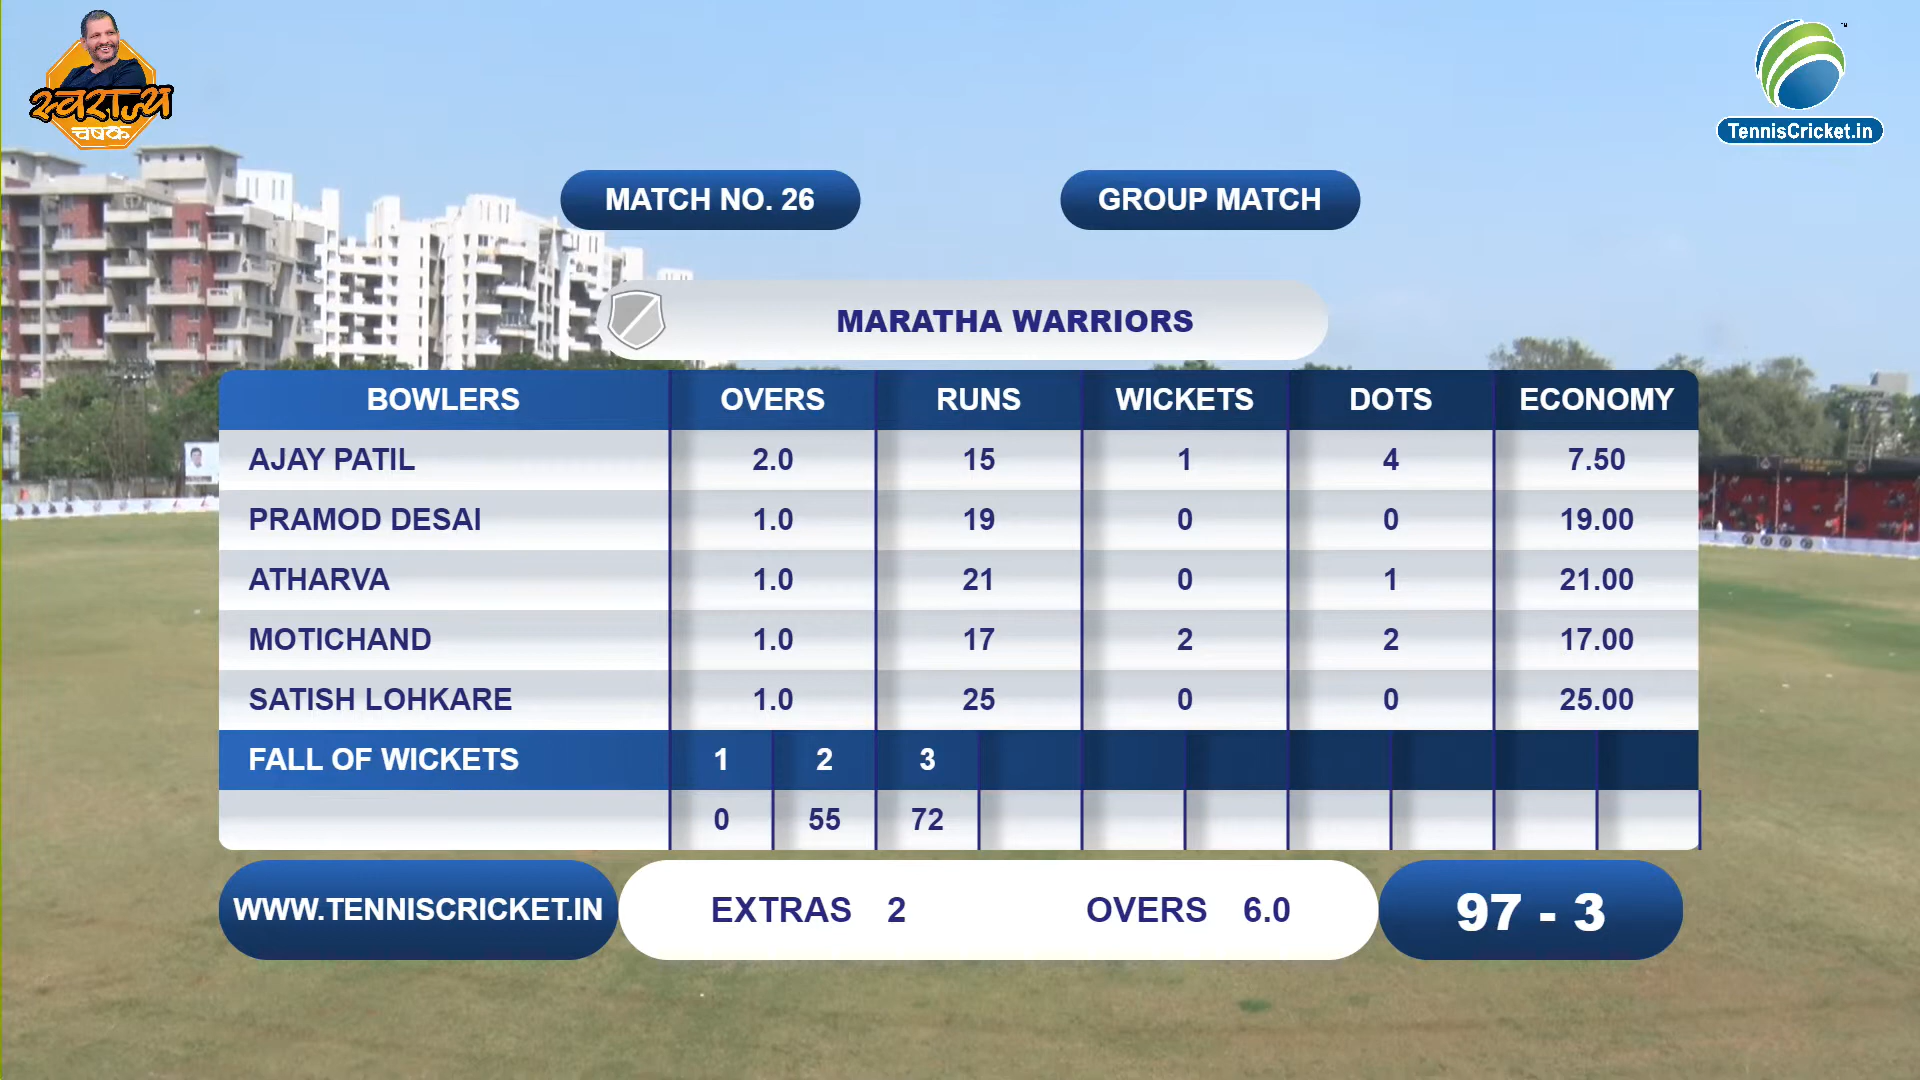 स्वराज्य
चषक
TM
TennisCricket.in
MATCH NO. 26
GROUP MATCH
MARATHA WARRIORS
BOWLERS OVERS RUNS WICKETS DOTS ECONOMY
AJAY PATIL 2.0 15 1 4 7.50
PRAMOD DESAI 1.0 19 0 0 19.00
ATHARVA 1.0 21 0 1 21.00
MOTICHAND 1.0 17 2 2 17.00
SATISH LOHKARE 1.0 25 0 0 25.00
FALL OF WICKETS 1 2 3
0 55 72
WWW.TENNISCRICKET.IN
EXTRAS 2 OVERS 6.0
97 - 3